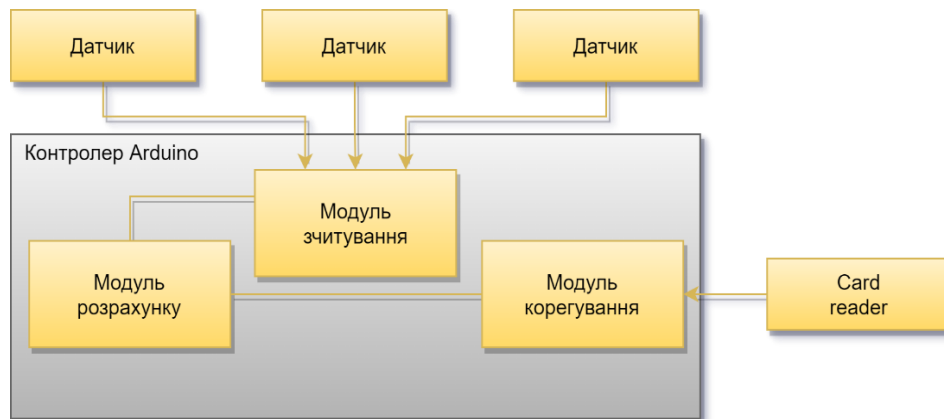 Датчик
Датчик
Датчик
Контролер Arduino
Модуль
зчитування
Модуль
розрахунку
Модуль
корегування
Card
reader